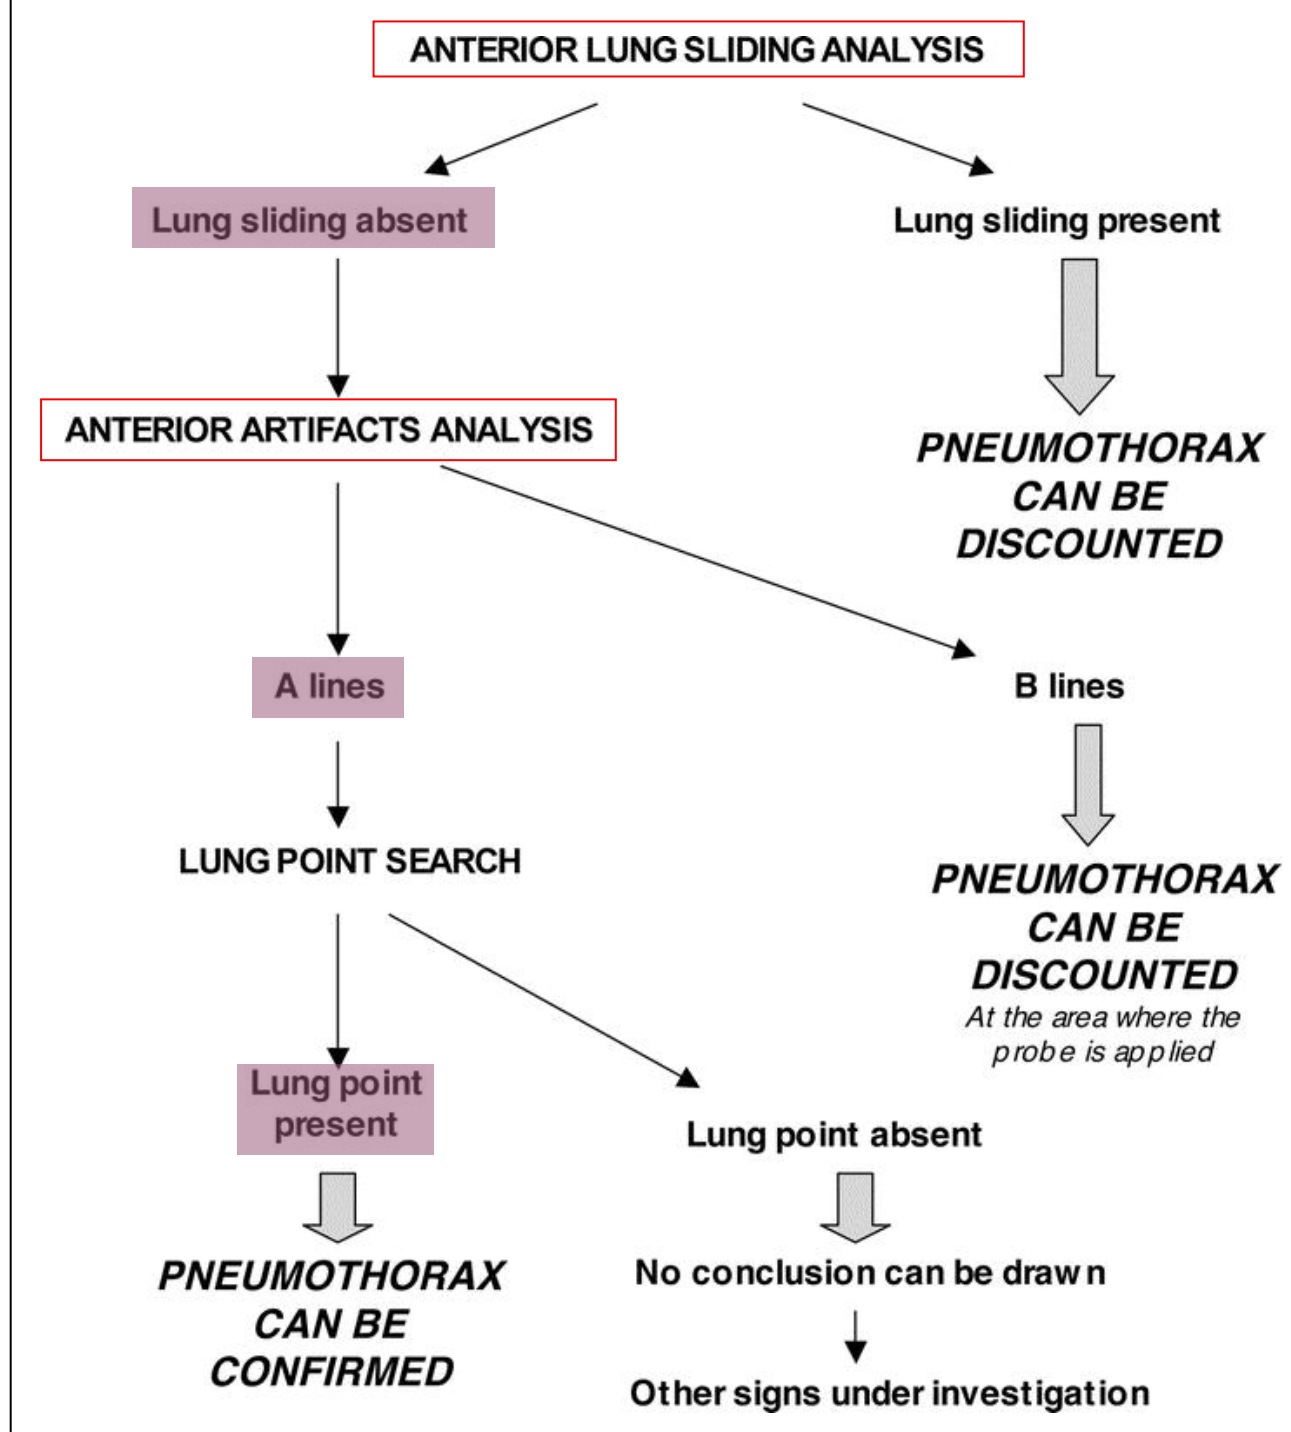 ANTERIOR LUNG SLIDING ANALYSIS
Lung sliding absent
Lung sliding present
ANTERIOR ARTIFACTS ANALYSIS
PNEUMOTHORAX
CAN BE
DISCOUNTED
A lines
B lines
LUNG POINT SEARCH
PNEUMOTHORAX
CAN BE
DISCOUNTED
At the area where the
probe is applied
Lung point
present
Lung point absent
PNEUMOTHORAX
CAN BE
CONFIRMED
No conclusion can be drawn
Other signs under investigation